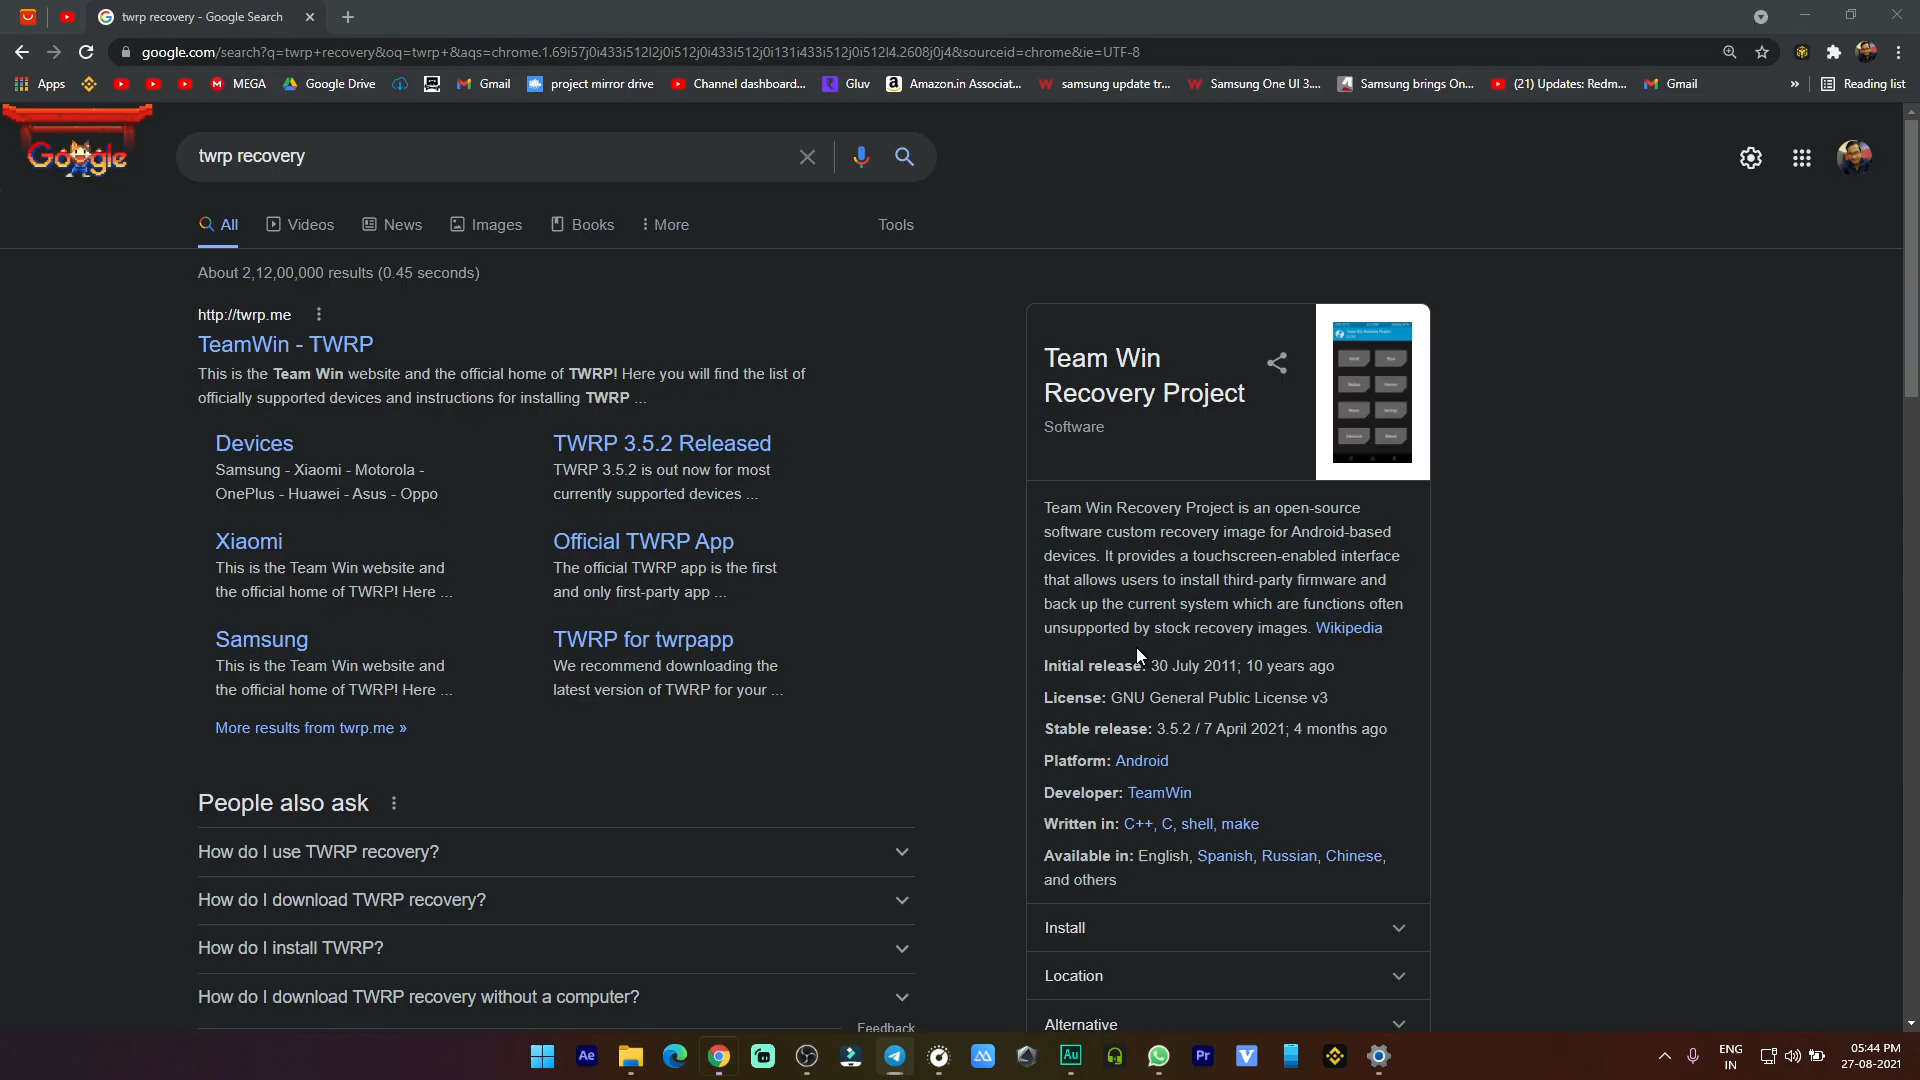 twrp recovery - Google Search
google.com/search?q=twrp+recovery&oq=twrp+&aqs=chrome.1.69i57j0i433i512l2j0i512j0i433i512j0i131i433i512j0i512l4.2608j0j4&sourceid=chrome&ie=UTF-8
Apps MEGA Google Drive Gmail project mirror drive Channel dashboard... Gluv Amazon.in Associat... samsung update tr... Samsung One UI 3.... Samsung brings On... (21) Updates: Redm... Gmail » Reading list
Google
twrp recovery
All Videos News Images Books More Tools
About 2,12,00,000 results (0.45 seconds)
http://twrp.me
TeamWin - TWRP
This is the Team Win website and the official home of TWRP! Here you will find the list of
officially supported devices and instructions for installing TWRP ...
Devices
Samsung - Xiaomi - Motorola -
OnePlus - Huawei - Asus - Oppo
TWRP 3.5.2 Released
TWRP 3.5.2 is out now for most
currently supported devices ...
Xiaomi
This is the Team Win website and
the official home of TWRP! Here ...
Official TWRP App
The official TWRP app is the first
and only first-party app ...
Samsung
This is the Team Win website and
the official home of TWRP! Here ...
TWRP for twrpapp
We recommend downloading the
latest version of TWRP for your ...
More results from twrp.me »
People also ask
How do I use TWRP recovery?
How do I download TWRP recovery?
How do I install TWRP?
How do I download TWRP recovery without a computer?
Feedback
Team Win
Recovery Project
Software
Team Win Recovery Project is an open-source
software custom recovery image for Android-based
devices. It provides a touchscreen-enabled interface
that allows users to install third-party firmware and
back up the current system which are functions often
unsupported by stock recovery images. Wikipedia
Initial release: 30 July 2011; 10 years ago
License: GNU General Public License v3
Stable release: 3.5.2 / 7 April 2021; 4 months ago
Platform: Android
Developer: TeamWin
Written in: C++, C, shell, make
Available in: English, Spanish, Russian, Chinese,
and others
Install
Location
Alternative
Ae Au Pr
ENG
IN
05:44 PM
27-08-2021